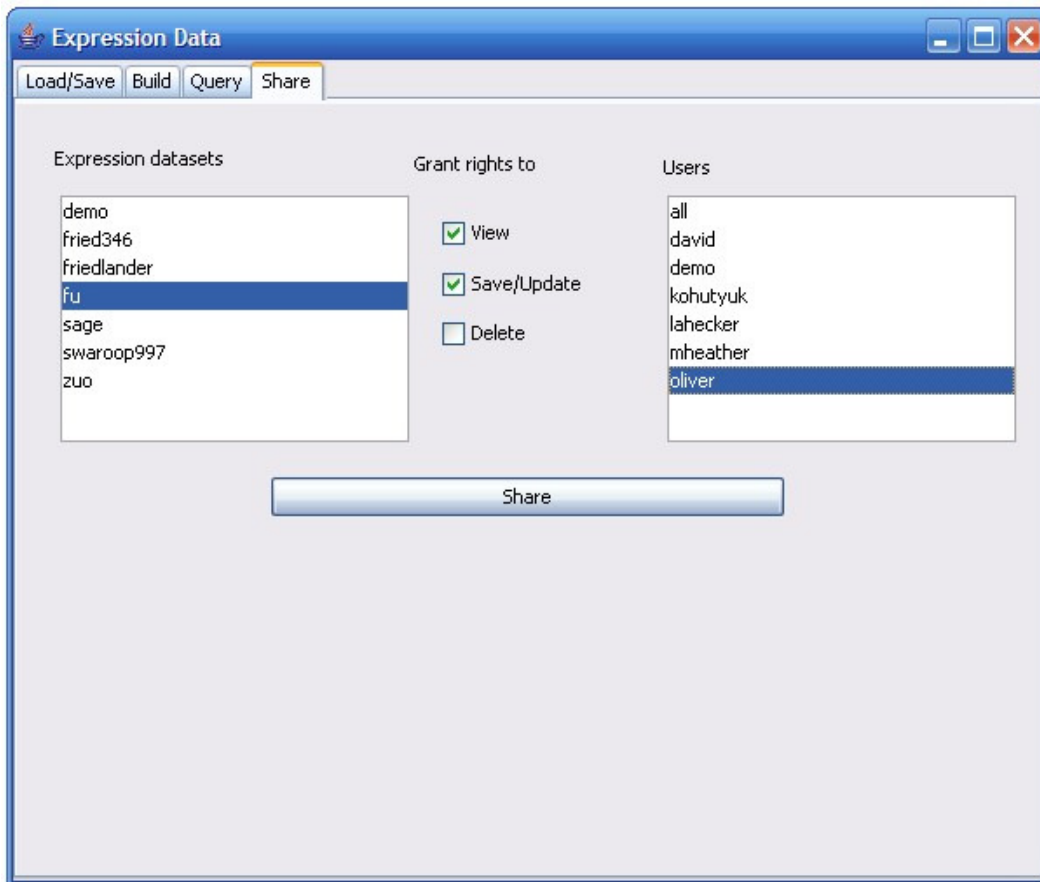 Expression Data
Load/Save Build Query Share
Expression datasets
demo
fried346
friedlander
fu
sage
swaroop997
zuo
Grant rights to
View
Save/Update
Delete
Users
all
david
demo
kohutyuk
lahecker
mheather
oliver
Share